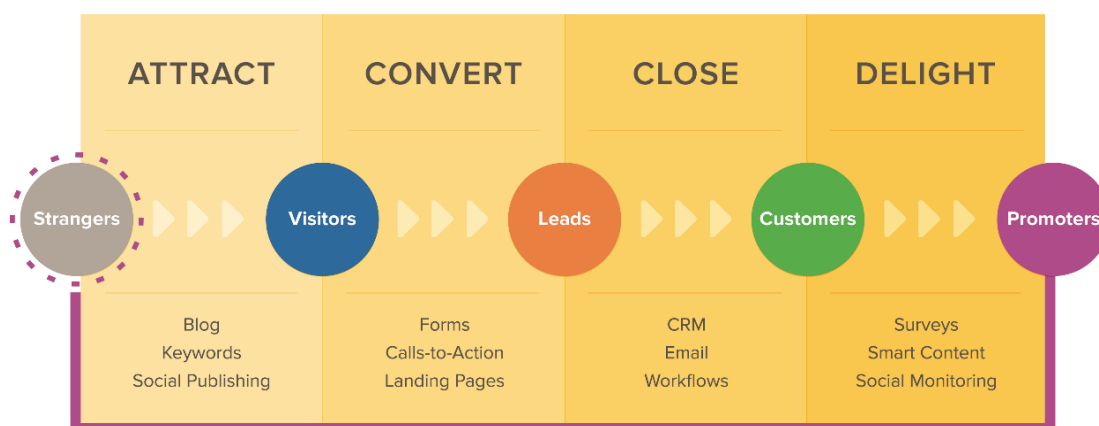 ATTRACT
CONVERT
CLOSE
DELIGHT
Strangers
Visitors
Leads
Customers
Promoters
Blog
Keywords
Social Publishing
Forms
Calls-to-Action
Landing Pages
CRM
Email
Workflows
Surveys
Smart Content
Social Monitoring